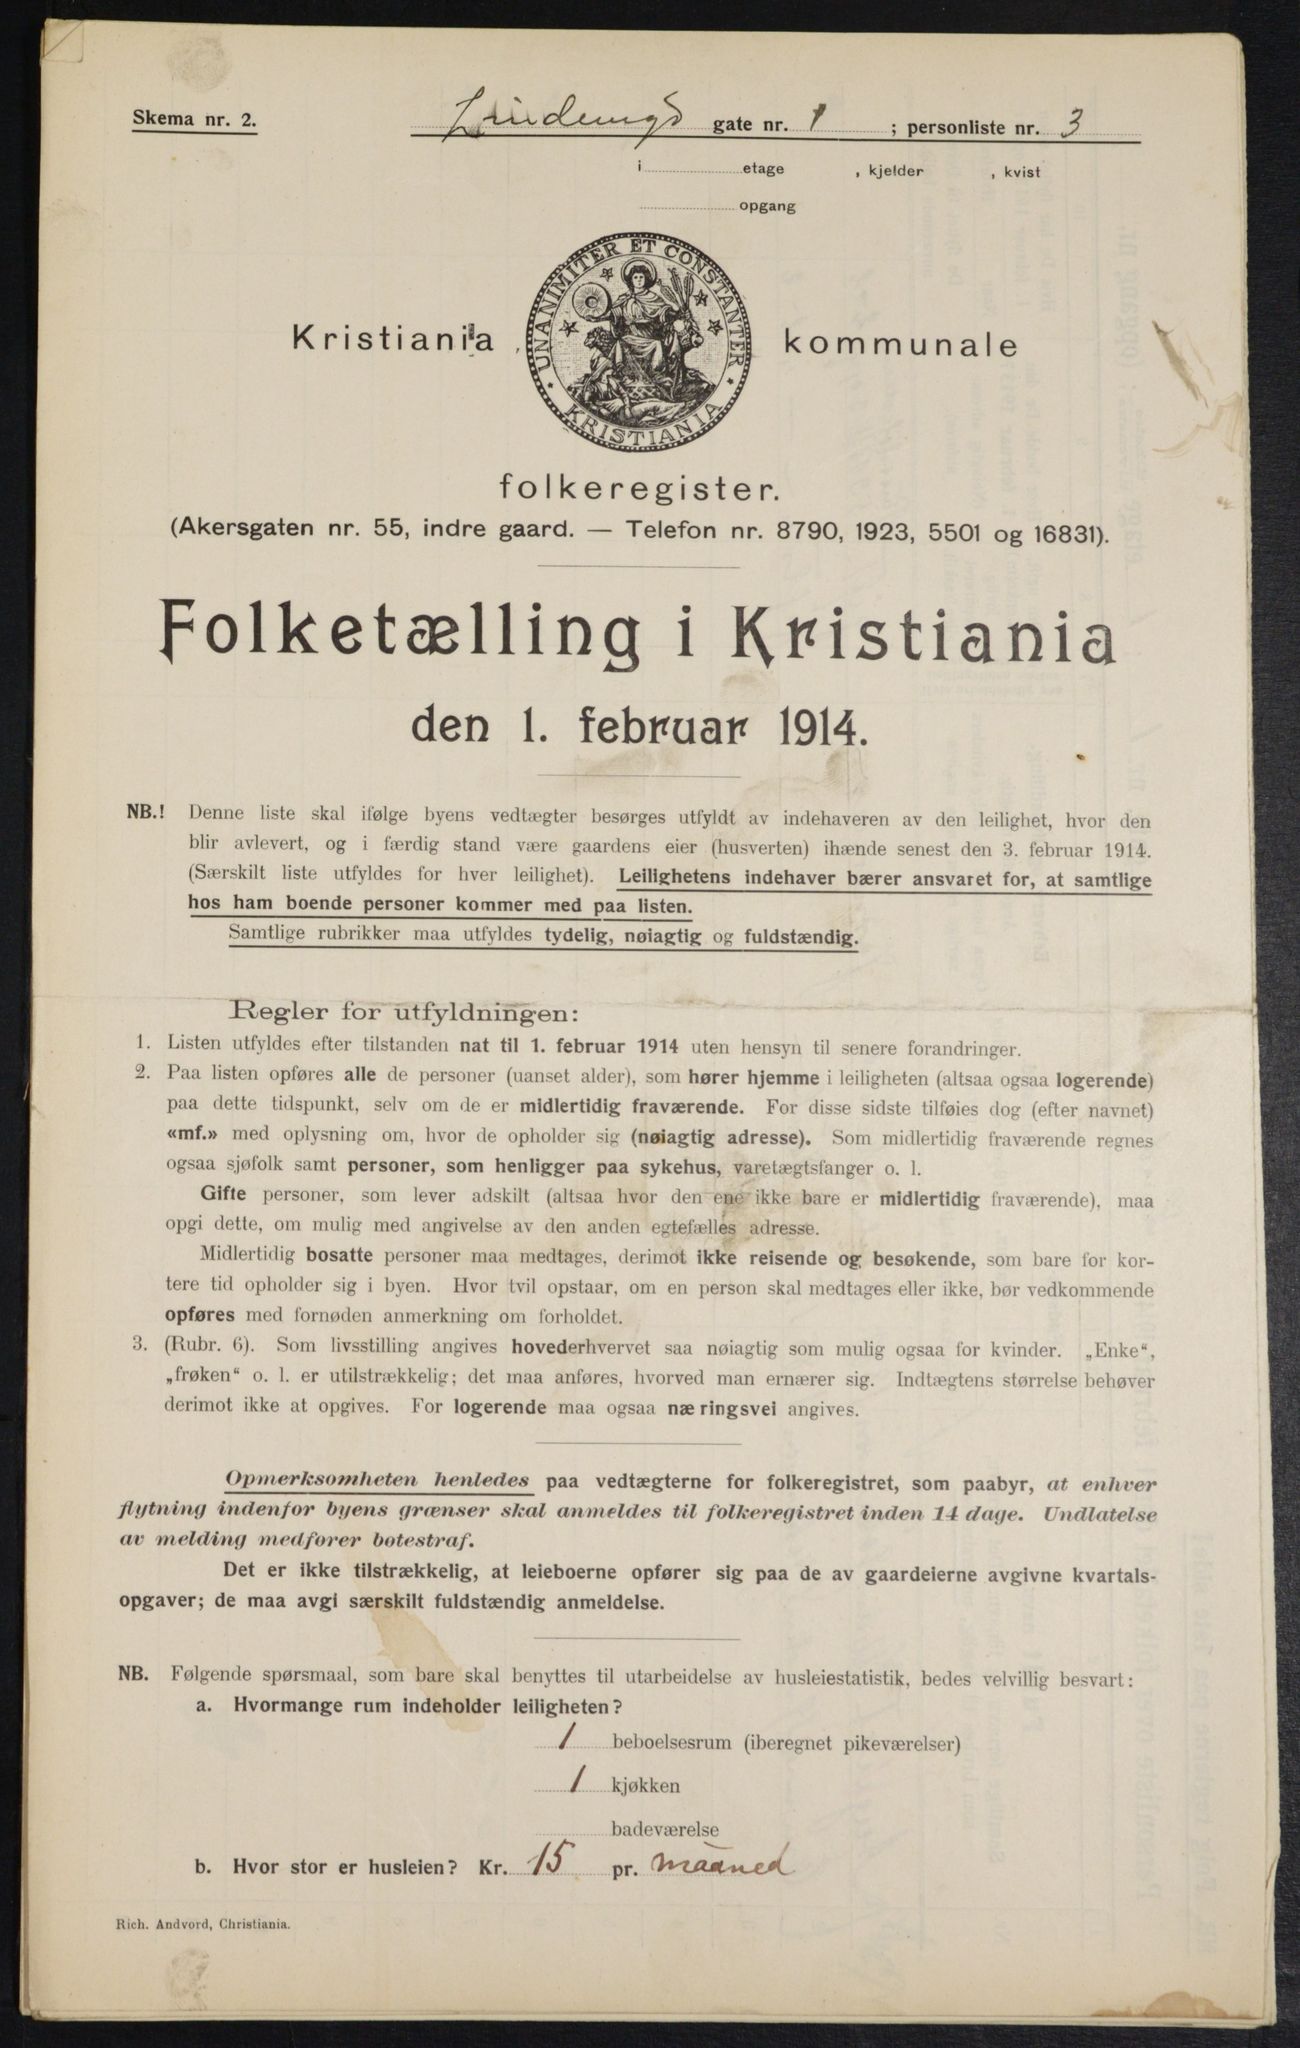 Skema nr. 2.
gate nr. 1 ; personliste nr. 3
i etage , kjelder , kvist
opgang
UNANIMITER ET CONSTANTER
KRISTIANIA
Kristiania kommunale
folkeregister.
(Akersgaten nr. 55, indre gaard. — Telefon nr. 8790, 1923, 5501 og 16831).
Folketælling i Kristiania
den 1. februar 1914.
NB.! Denne liste skal ifølge byens vedtægter besørges utfyldt av indehaveren av den leilighet, hvor den
blir avlevert, og i færdig stand være gaardens eier (husverten) ihænde senest den 3. februar 1914.
(Særskilt liste utfyldes for hver leilighet). Leilighetens indehaver bærer ansvaret for, at samtlige
hos ham boende personer kommer med paa listen.
Samtlige rubrikker maa utfyldes tydelig, nøiagtig og fuldstændig.
Regler for utfyldningen:
1. Listen utfyldes efter tilstanden nat til 1. februar 1914 uten hensyn til senere forandringer.
2. Paa listen opføres alle de personer (uanset alder), som hører hjemme i leiligheten (altsaa ogsaa logerende)
paa dette tidspunkt, selv om de er midlertidig fraværende. For disse sidste tilføies dog (efter navnet)
«mf.» med oplysning om, hvor de opholder sig (nøiagtig adresse). Som midlertidig fraværende regnes
ogsaa sjøfolk samt personer, som henligger paa sykehus, varetægtsfanger o. l.
Gifte personer, som lever adskilt (altsaa hvor den ene ikke bare er midlertidig fraværende), maa
opgi dette, om mulig med angivelse av den anden egtefælles adresse.
Midlertidig bosatte personer maa medtages, derimot ikke reisende og besøkende, som bare for kor-
tere tid opholder sig i byen. Hvor tvil opstaar, om en person skal medtages eller ikke, bør vedkommende
opføres med fornøden anmerkning om forholdet.
3. (Rubr. 6). Som livsstilling angives hovederhvervet saa nøiagtig som mulig ogsaa for kvinder. „Enke“,
„frøken“ o. l. er utilstrækkelig; det maa anføres, hvorved man ernærer sig. Indtægtens størrelse behøver
derimot ikke at opgives. For logerende maa ogsaa næringsvei angives.
Opmerksomheten henledes paa vedtægterne for folkeregistret, som paabyr, at enhver
flytning indenfor byens grænser skal anmeldes til folkeregistret inden 14 dage. Undlatelse
av melding medfører botestraf.
Det er ikke tilstrækkelig, at leieboerne opfører sig paa de av gaardeierne avgivne kvartals-
opgaver; de maa avgi særskilt fuldstændig anmeldelse.
NB. Følgende spørsmaal, som bare skal benyttes til utarbeidelse av husleiestatistik, bedes velvillig besvart:
a. Hvormange rum indeholder leiligheten?
1 beboelsesrum (iberegnet pikeværelser)
1 kjøkken
badeværelse
b. Hvor stor er husleien? Kr. 15 pr. Måaned
Rich. Andvord, Christiania.